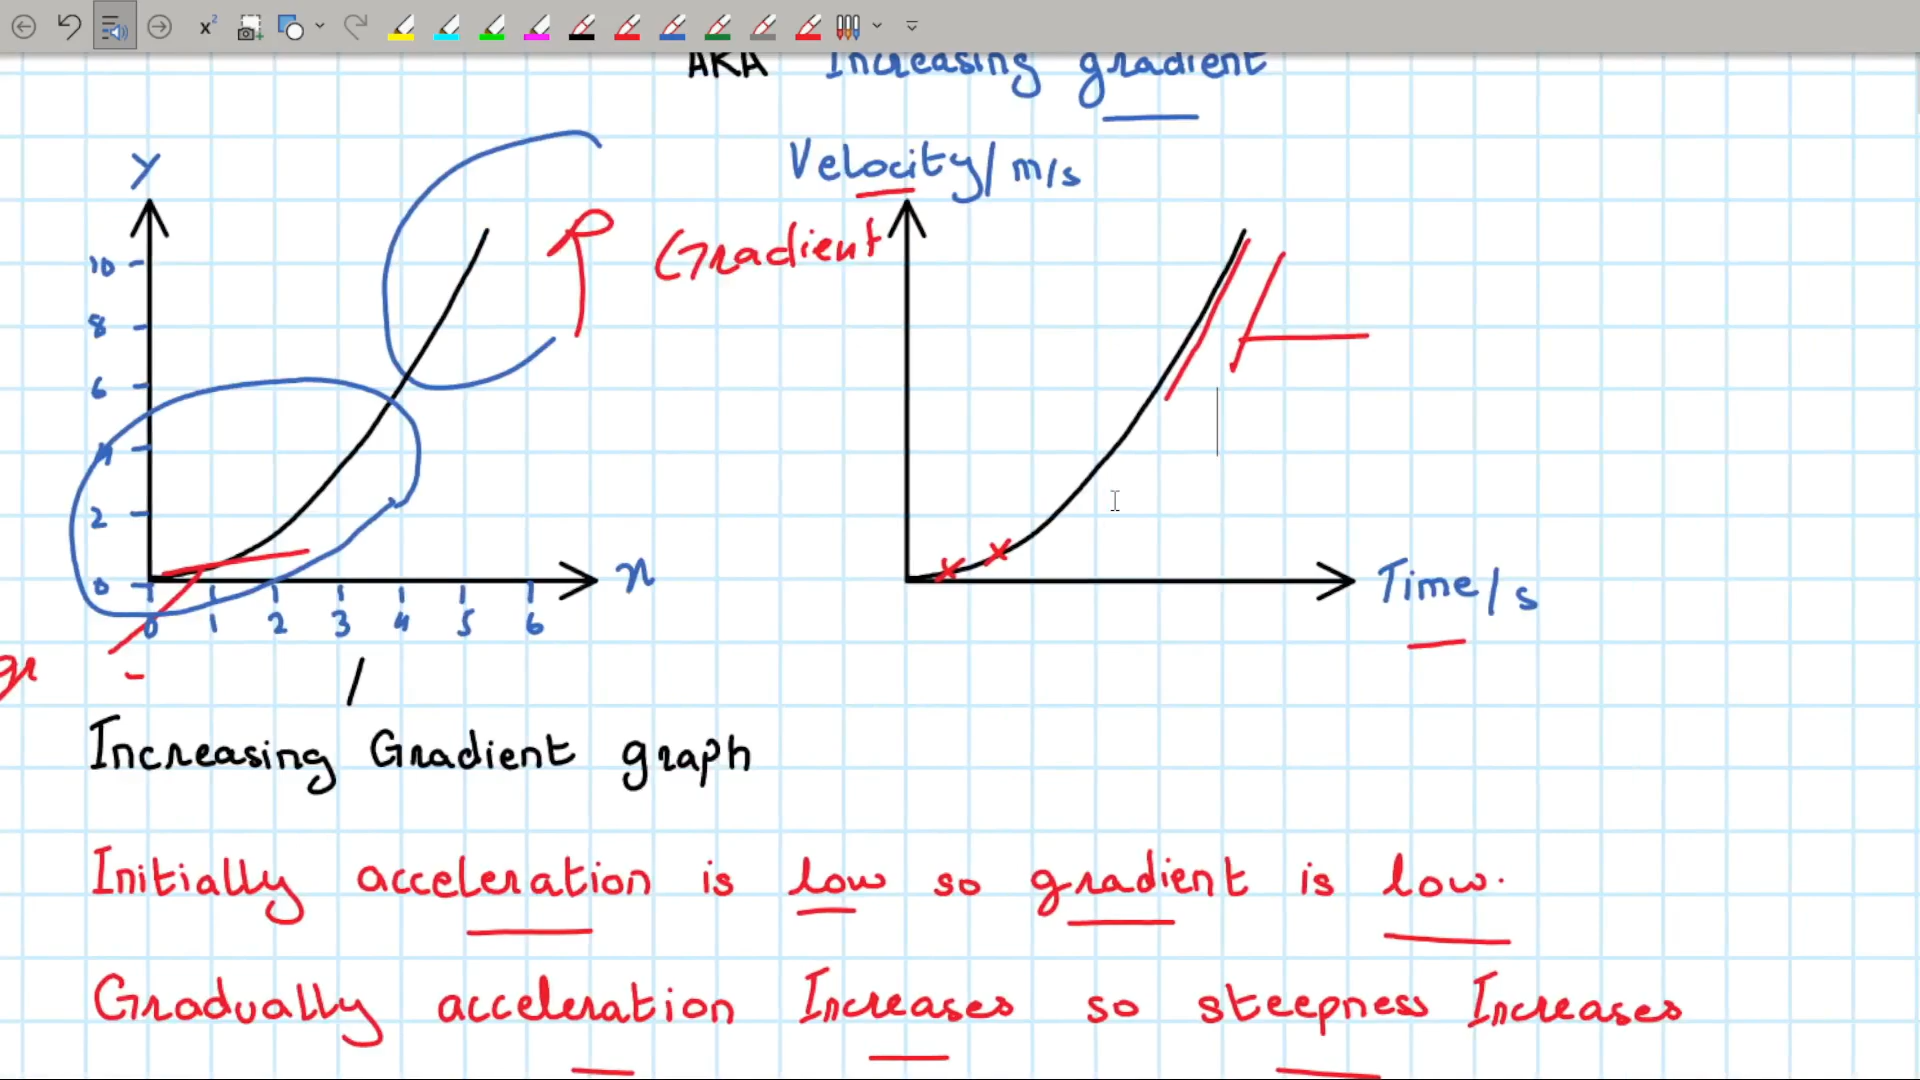 AKA Increasing gradient
Y
Velocity/ m/s
Gradient
10
8
6
4
2
0
x
Time/s
0 1 2 3 4 5 6
Increasing Gradient graph
Initially acceleration is low so gradient is low.
Gradually acceleration Increases so steepness Increases